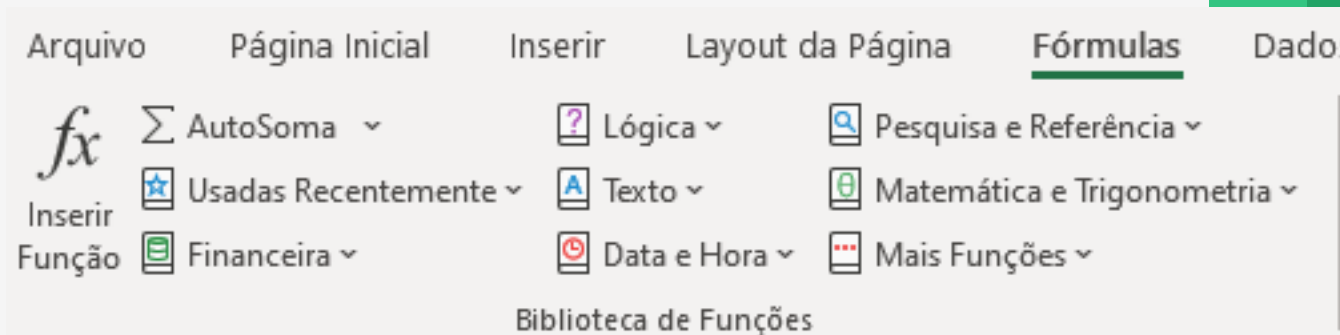 Arquivo Página Inicial Inserir Layout da Página Fórmulas Dados
fx Inserir Função
AutoSoma
Usadas Recentemente
Financeira
Lógica
Texto
Data e Hora
Pesquisa e Referência
Matemática e Trigonometria
Mais Funções
Biblioteca de Funções